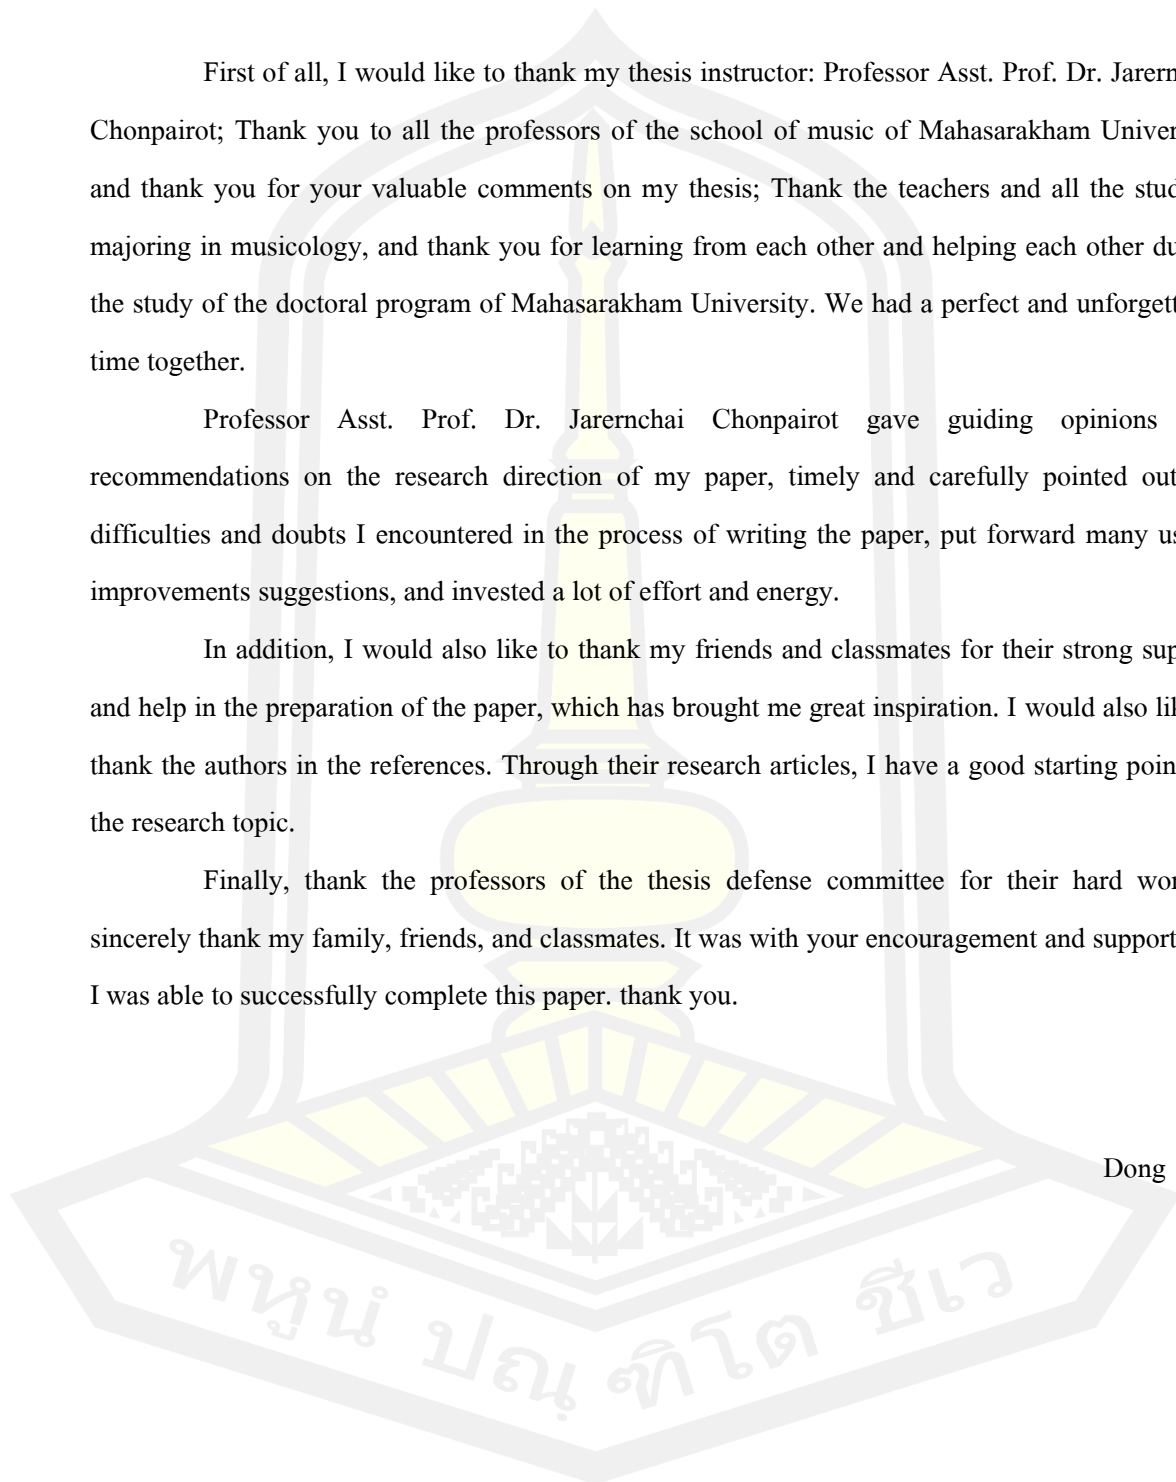 First of all, I would like to thank my thesis instructor: Professor Asst. Prof. Dr. Jarern
Chonpairot; Thank you to all the professors of the school of music of Mahasarakham Univer
and thank you for your valuable comments on my thesis; Thank the teachers and all the stud
majoring in musicology, and thank you for learning from each other and helping each other du
the study of the doctoral program of Mahasarakham University. We had a perfect and unforgett
time together.
Professor Asst. Prof. Dr. Jarernchai Chonpairot gave guiding opinions
recommendations on the research direction of my paper, timely and carefully pointed out
difficulties and doubts I encountered in the process of writing the paper, put forward many us
improvements suggestions, and invested a lot of effort and energy.
In addition, I would also like to thank my friends and classmates for their strong sup
and help in the preparation of the paper, which has brought me great inspiration. I would also lik
thank the authors in the references. Through their research articles, I have a good starting poin
the research topic.
Finally, thank the professors of the thesis defense committee for their hard wor
sincerely thank my family, friends, and classmates. It was with your encouragement and support
I was able to successfully complete this paper. thank you.
Dong
พหูนํ ปณฺฑิโต ชีเว